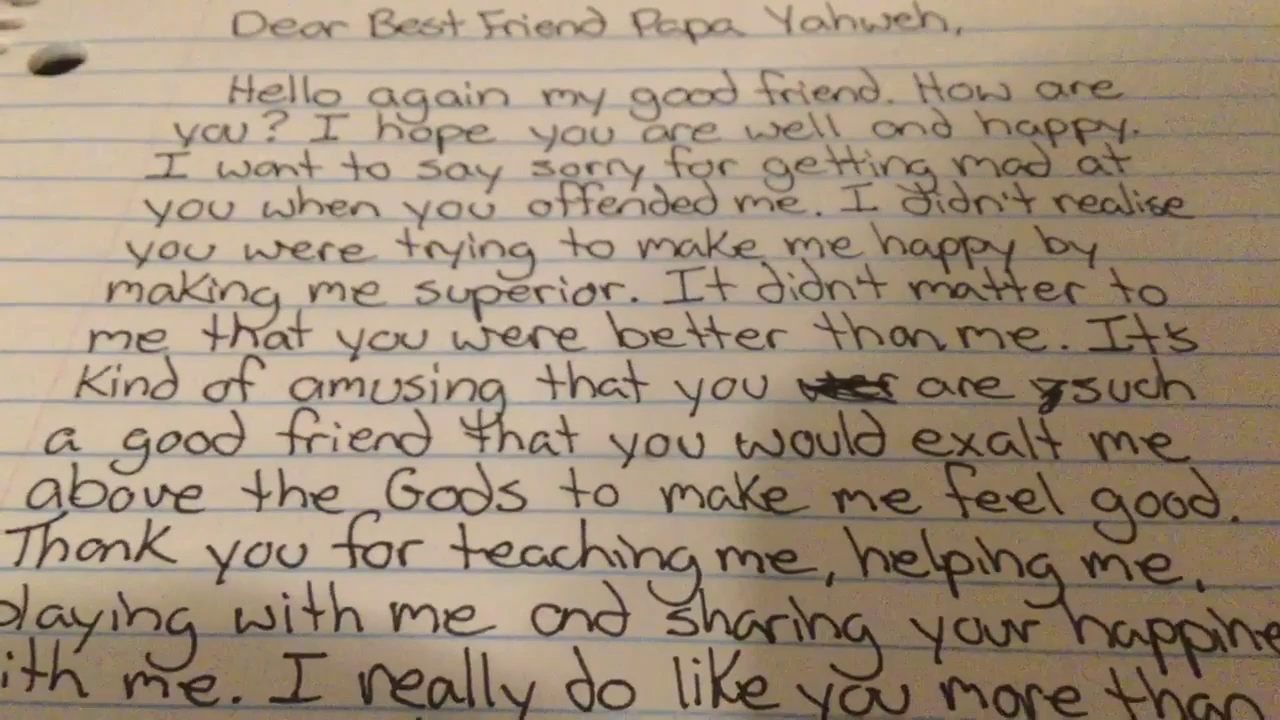 Dear Best Friend Papa Yahweh,
Hello again my good friend. How are
you? I hope you are well and happy.
I want to say sorry for getting mad at
you when you offended me. I didn't realise
you were trying to make me happy by
making me superior. It didn't matter to
me that you were better than me. It's
kind of amusing that you are such
a good friend that you would exalt me
above the Gods to make me feel good.
Thank you for teaching me, helping me,
playing with me and sharing your happine
ith me. I really do like you more than